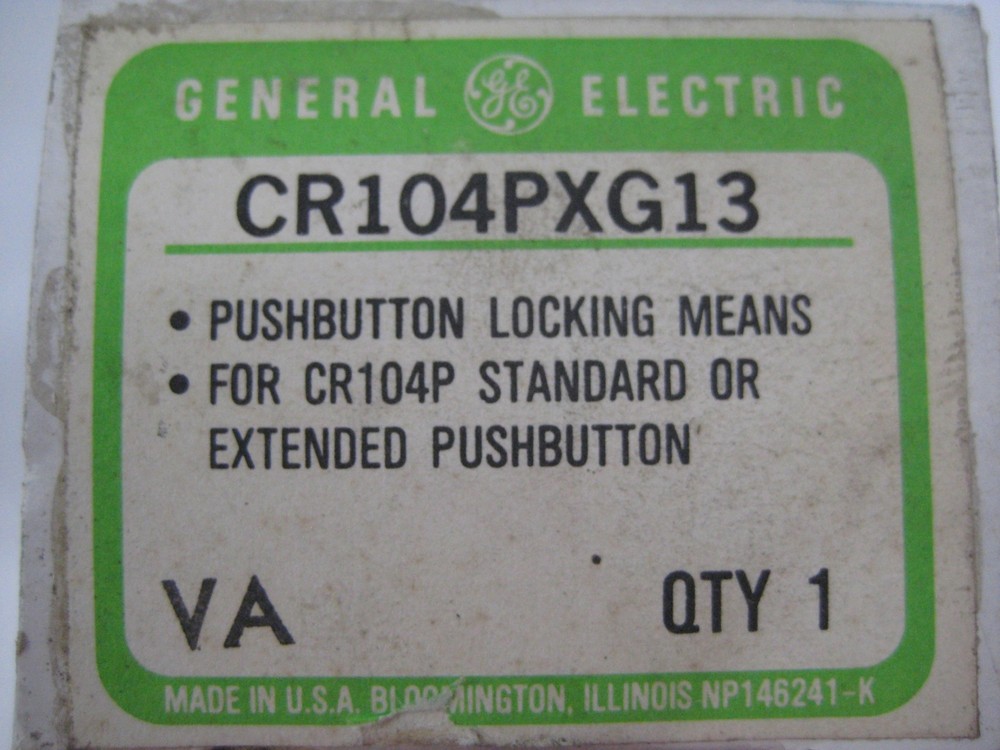 GENERAL GE ELECTRIC
CR104PXG13
• PUSHBUTTON LOCKING MEANS
• FOR CR104P STANDARD OR
EXTENDED PUSHBUTTON
VA QTY 1
MADE IN U.S.A. BLOOMINGTON, ILLINOIS NP146241-K